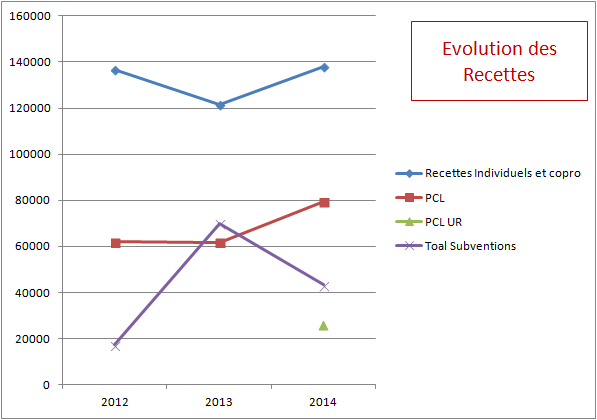 Evolution des
Recettes
160000
140000
120000
100000
80000
60000
40000
20000
0
2012 2013 2014
Recettes Individuels et copro
PCL
PCL UR
Toal Subventions